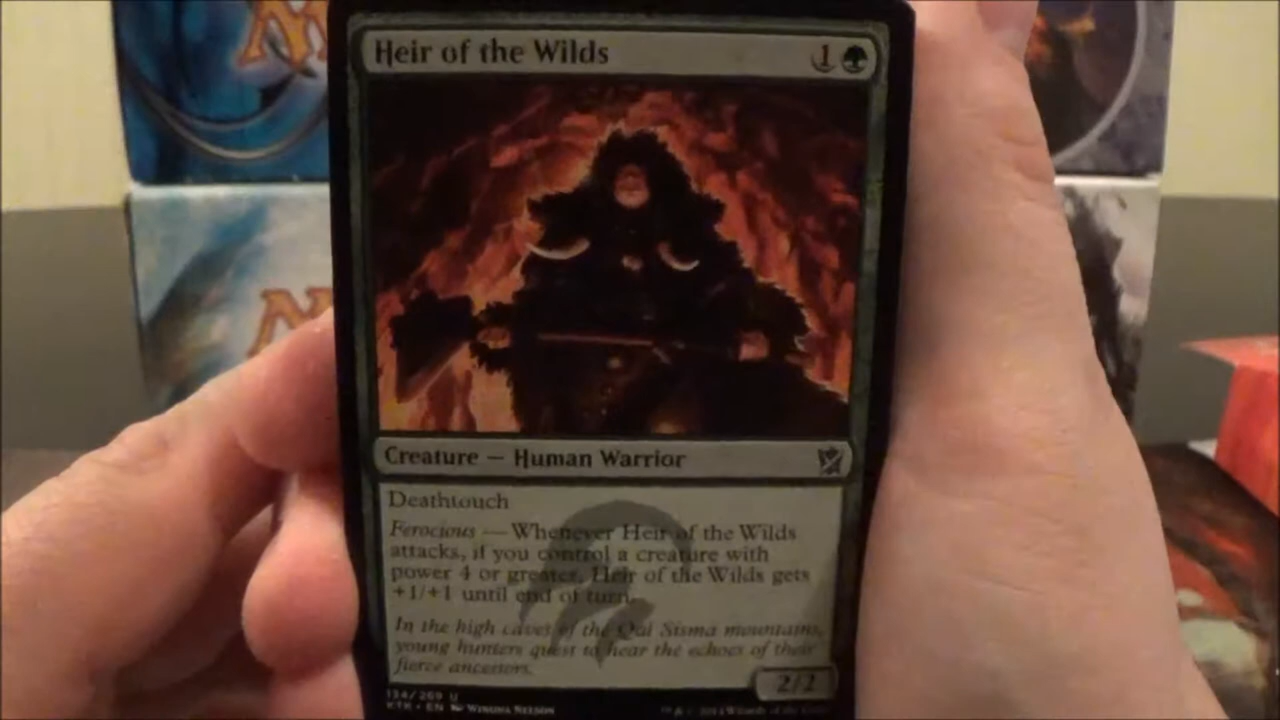 Heir of the Wilds 1
Creature — Human Warrior
Deathtouch
Ferocious — Whenever Heir of the Wilds
attacks, if you control a creature with
power 4 or greater, Heir of the Wilds gets
+1/+1 until end of turn.
In the high caves of the Qal Sisma mountains,
young hunters quest to hear the echoes of their
fierce ancestors.
2/2
134/269 U
KTK • EN Winona Nelson